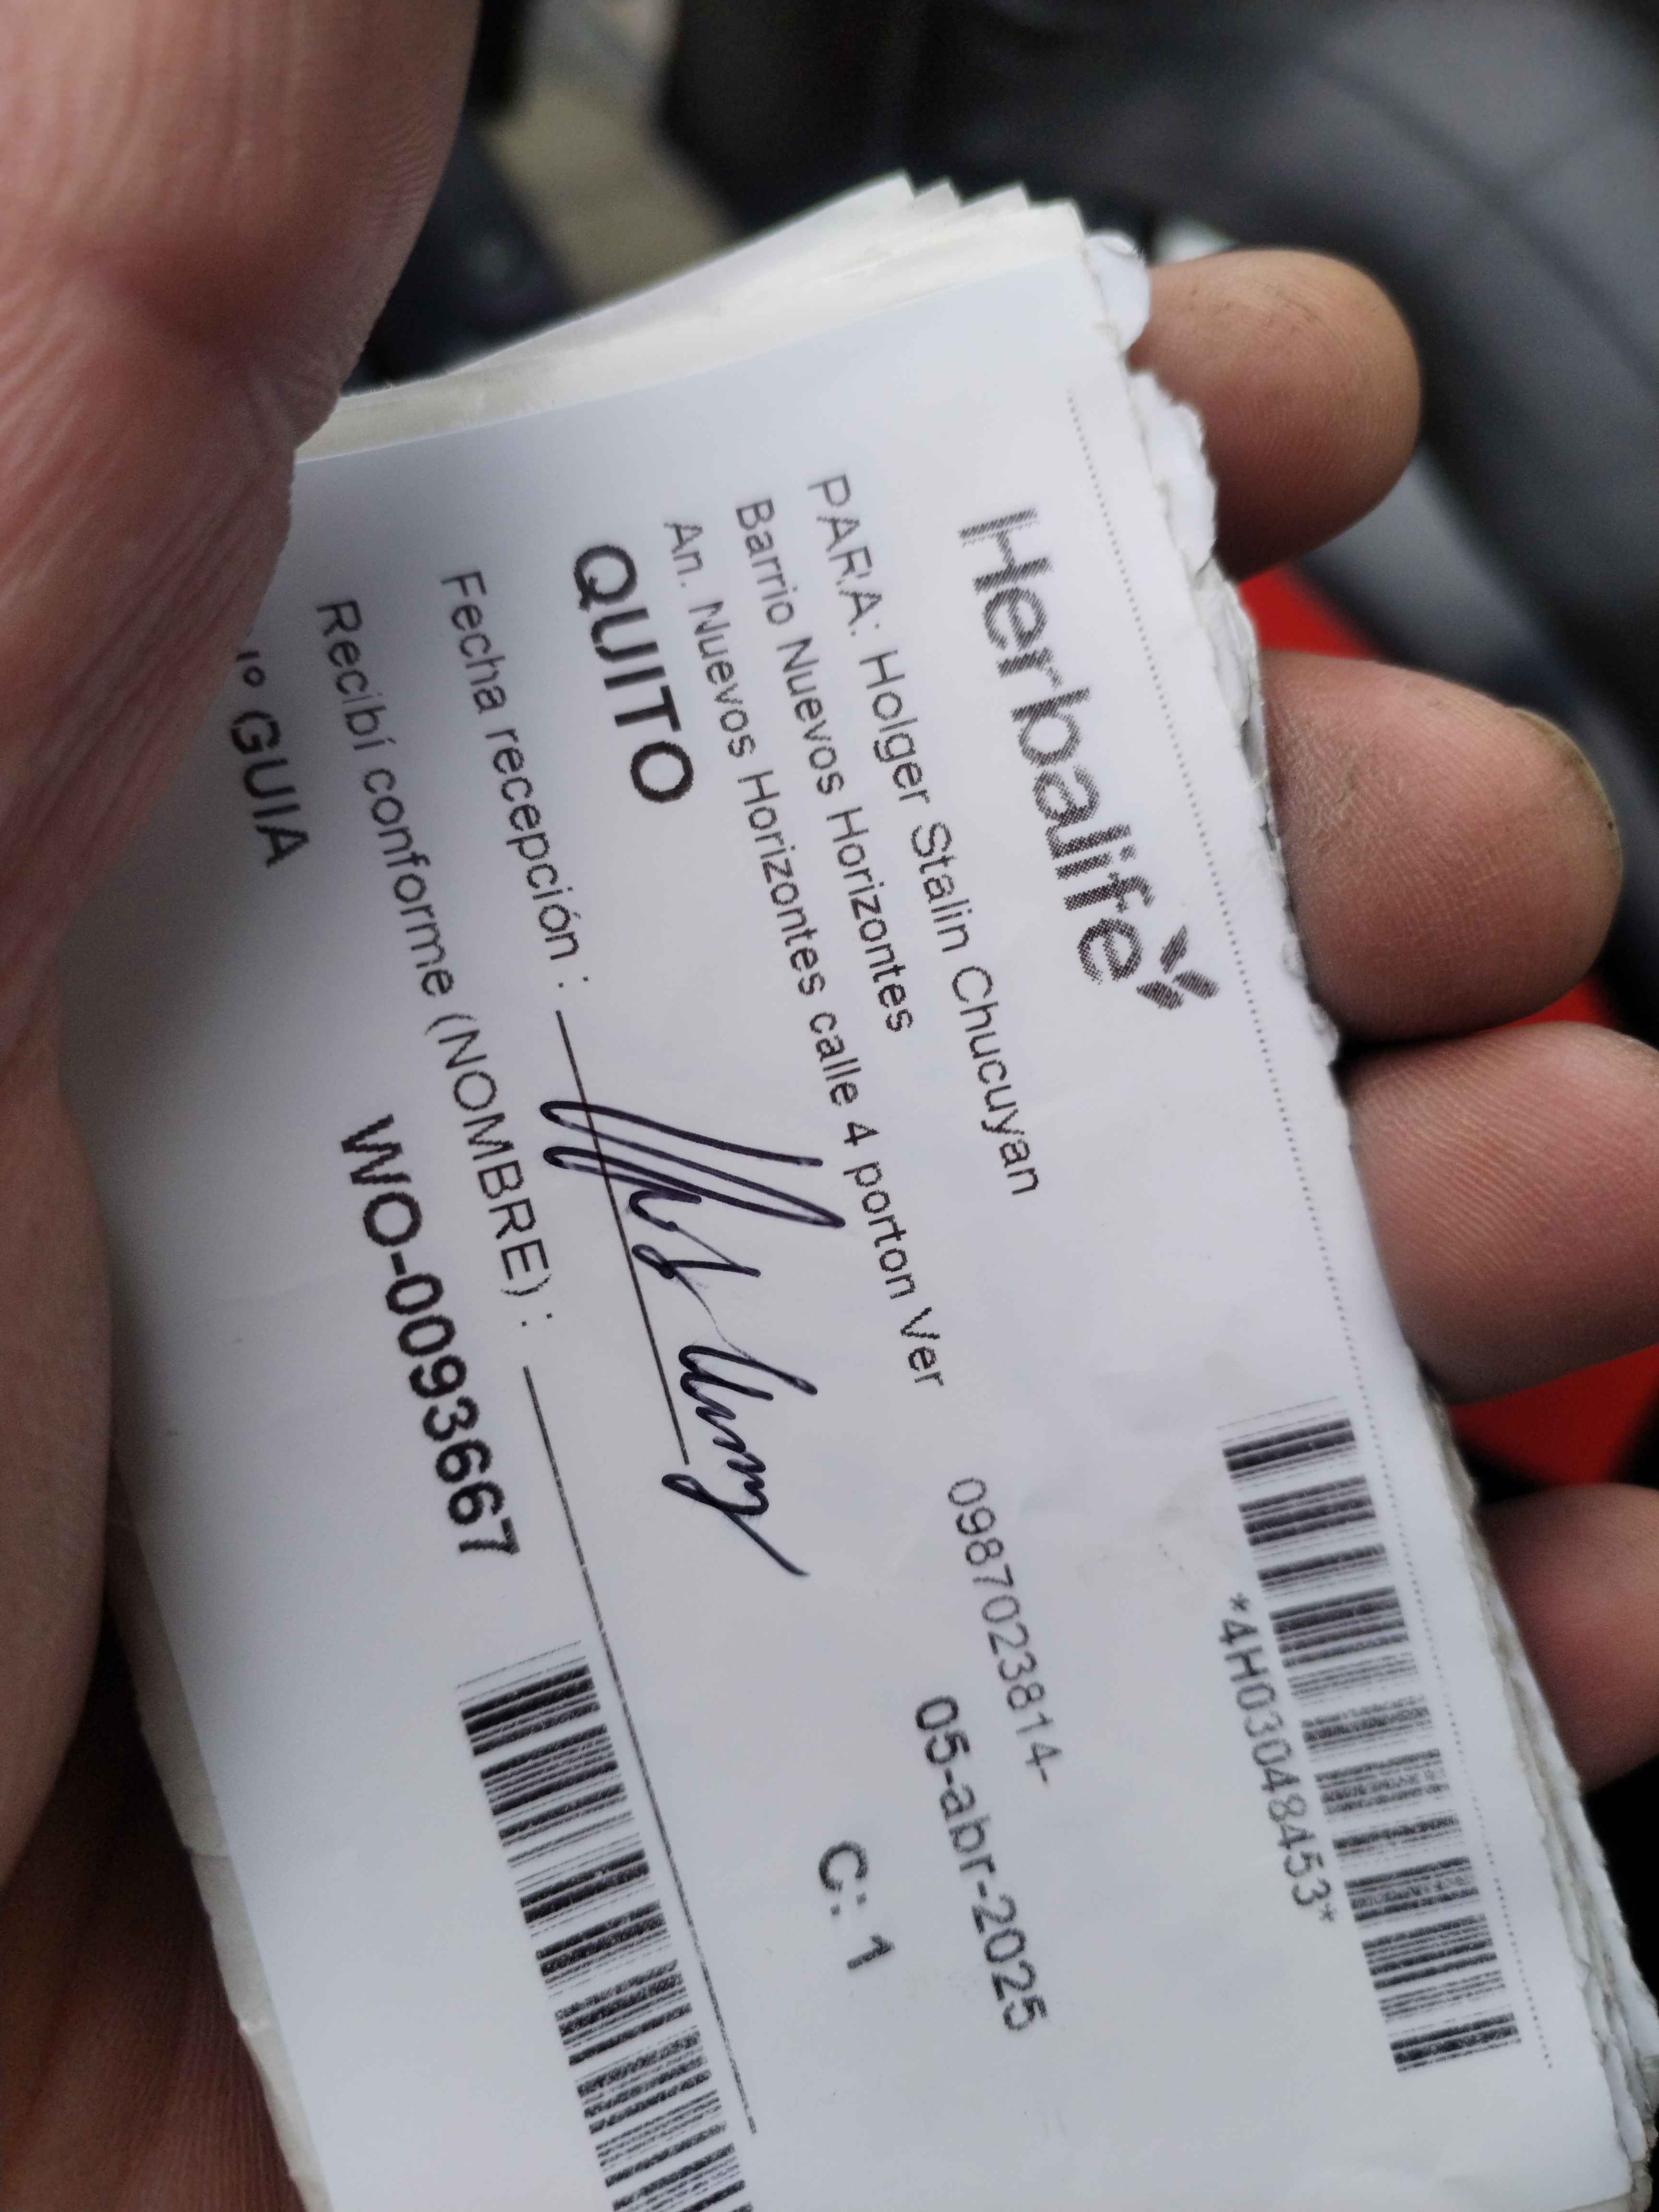 Herbalife
*4H03048453*
PARA: Holger Stalin Chucuyan
0987023814-
Barrio Nuevos Horizontes
05-abr-2025
An. Nuevos Horizontes calle 4 porton Ver
QUITO
C: 1
Fecha recepción :
Recibí conforme (NOMBRE) :
º GUIA
WO-0093667